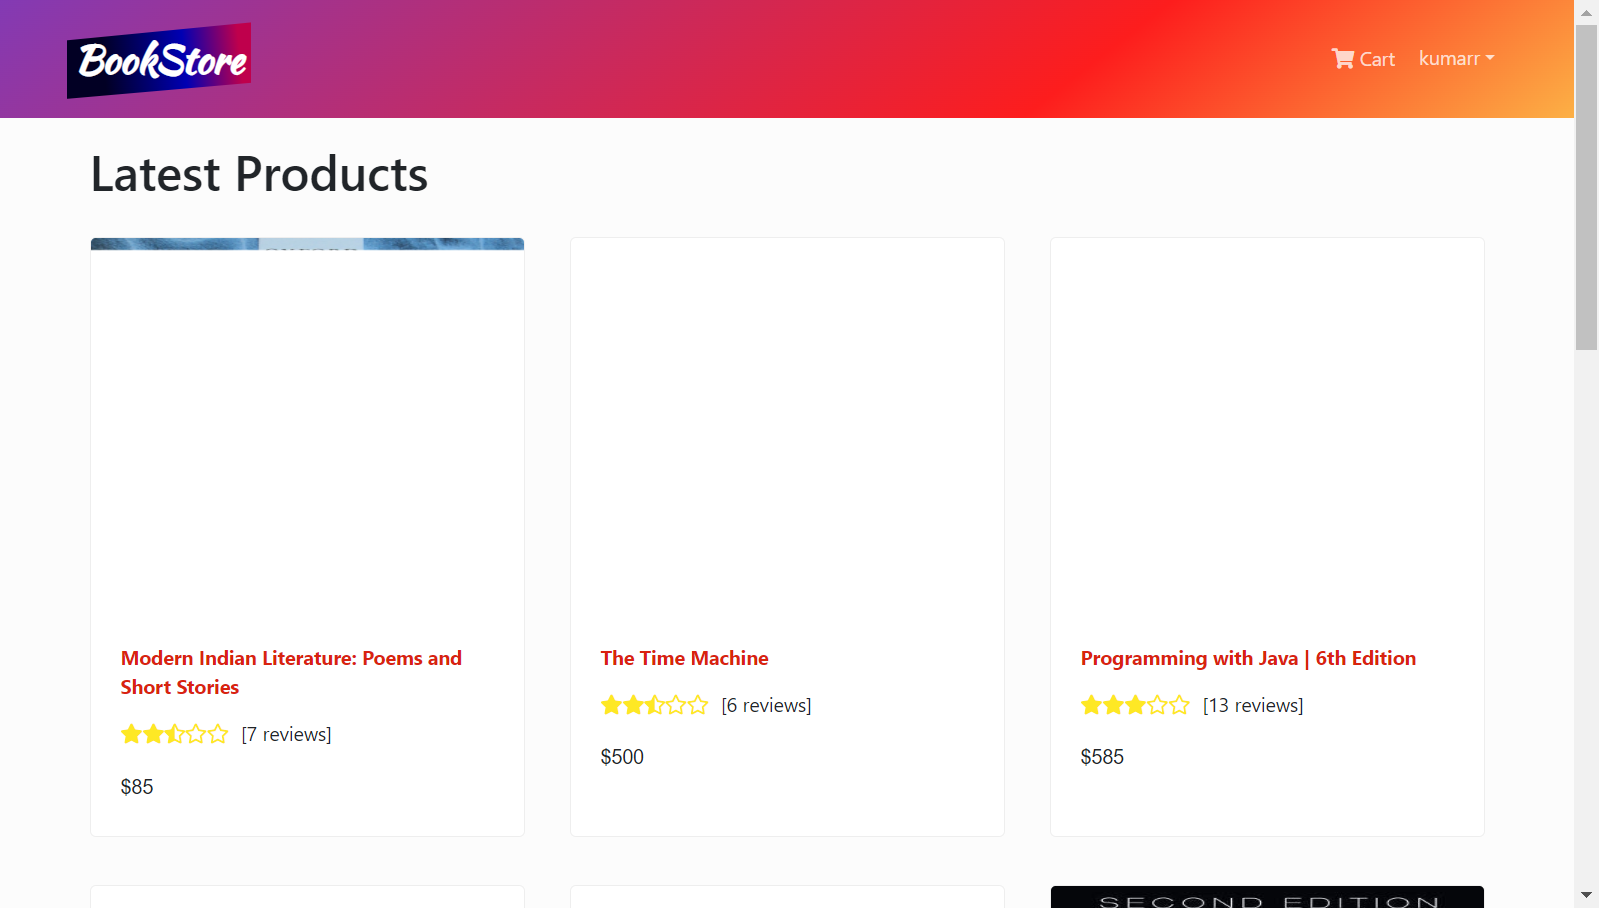 BookStore
Cart
kumarr
Latest Products
Modern Indian Literature: Poems and
Short Stories
[7 reviews]
$85
The Time Machine
[6 reviews]
$500
Programming with Java | 6th Edition
[13 reviews]
$585
SECOND EDITION